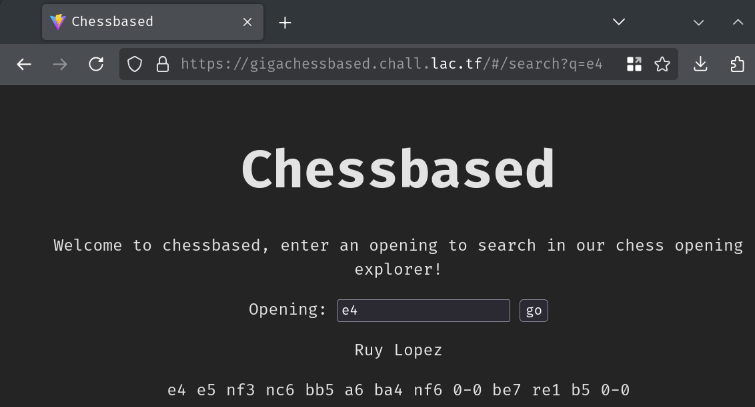 Chessbased
https://gigachessbased.chall.lac.tf/#/search?q=e4
Chessbased
Welcome to chessbased, enter an opening to search in our chess opening
explorer!
Opening: e4 go
Ruy Lopez
e4 e5 nf3 nc6 bb5 a6 ba4 nf6 0-0 be7 re1 b5 0-0